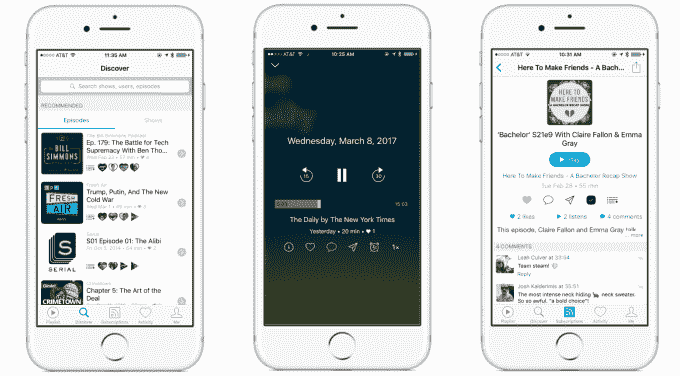 AT&T 11:35 AM
Discover
Search shows, users, episodes
RECOMMENDED
Episodes Shares
THE
BILL
SIMMONS
The Bill Simmons Podcast
Ep. 179: The Battle for Tech
Supremacy With Ben Tho...
FRESH
AIR
Fresh Air
Trump, Putin, And The New
Cold War
SERIAL
Serial
S01 Episode 01: The Alibi
CRIMETOWN
Crimetown
Chapter 5: The Art of the
Deal
Playlist Discover Subscriptions Activity Me
AT&T 10:25 AM
Wednesday, March 8, 2017
15 30
15:03
The Daily by The New York Times
Yesterday • 20 min • 1
1x
AT&T 10:31 AM
Here To Make Friends - A Bach...
HERE TO
MAKE
FRIENDS
'Bachelor' S21e9 With Claire Fallon & Emma
Gray
Play
Here To Make Friends - A Bachelor Recap Show
Tue Feb 28 • 55 min
2 likes 2 listens 4 comments
This episode, Claire Fallon and Emma Gray talk
... more
4 COMMENTS
Leah Culver at 33:54
Team steam!
Reply
Josh Kaldennis at 35:51
The most intense neck hiding neck sweater.
So so awful. "a bold choice"!
Playlist Discover Subscriptions Activity Me